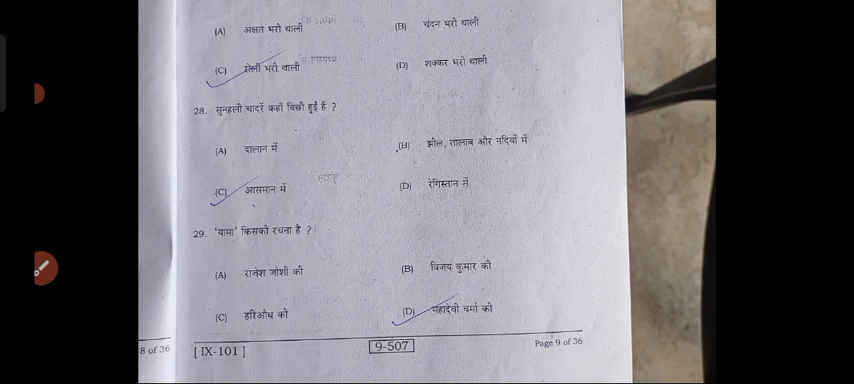 (A) अक्षत भरी थाली (B) चंदन भरी थाली
(C) रोली भरी थाली (D) शक्कर भरी थाली
28. सुनहली चादरें कहाँ बिछी हुई हैं ?
(A) दालान में (B) झील, तालाब और नदियों में
(C) आसमान में (D) रेगिस्तान में
29. 'यामा' किसकी रचना है ?
(A) राजेश जोशी की (B) विजय कुमार की
(C) हरिऔध की (D) महादेवी वर्मा की
8 of 36
[ IX-101 ] 9-507 Page 9 of 36